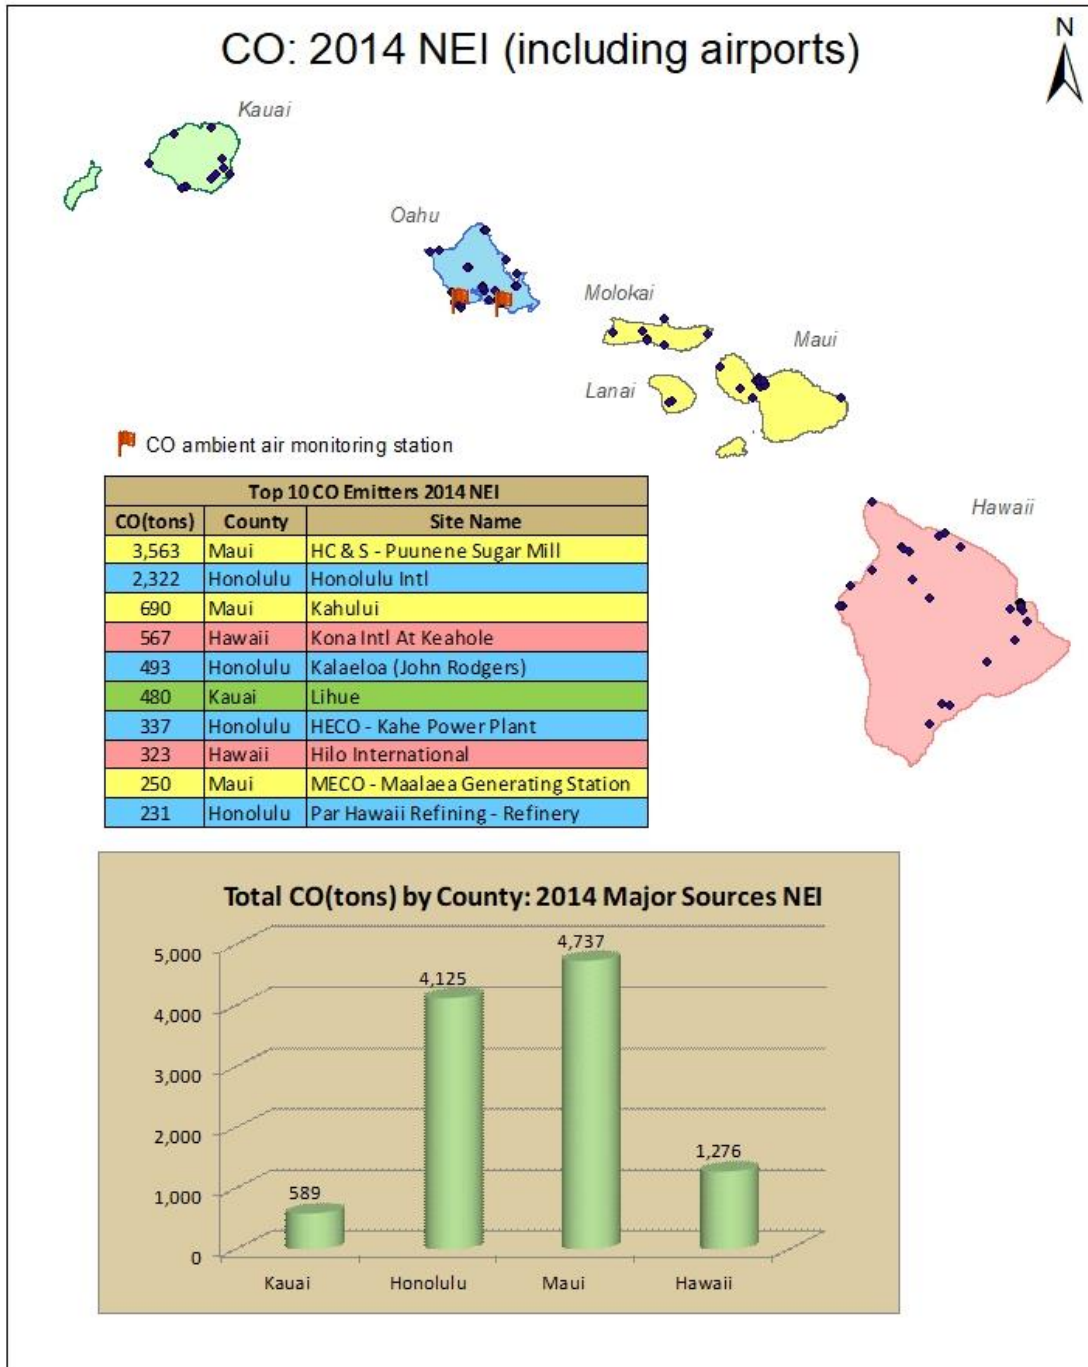 CO: 2014 NEI (including airports)
N
Kauai
Oahu
Molokai
Maui
Lanai
CO ambient air monitoring station
Hawaii
Top 10 CO Emitters 2014 NEI
CO(tons) County Site Name
3,563 Maui HC & S - Puunene Sugar Mill
2,322 Honolulu Honolulu Intl
690 Maui Kahului
567 Hawaii Kona Intl At Keahole
493 Honolulu Kalaeloa (John Rodgers)
480 Kauai Lihue
337 Honolulu HECO - Kahe Power Plant
323 Hawaii Hilo International
250 Maui MECO - Maalaea Generating Station
231 Honolulu Par Hawaii Refining - Refinery
Total CO(tons) by County: 2014 Major Sources NEI
5,000
4,000
3,000
2,000
1,000
0
589
4,125
4,737
1,276
Kauai Honolulu Maui Hawaii